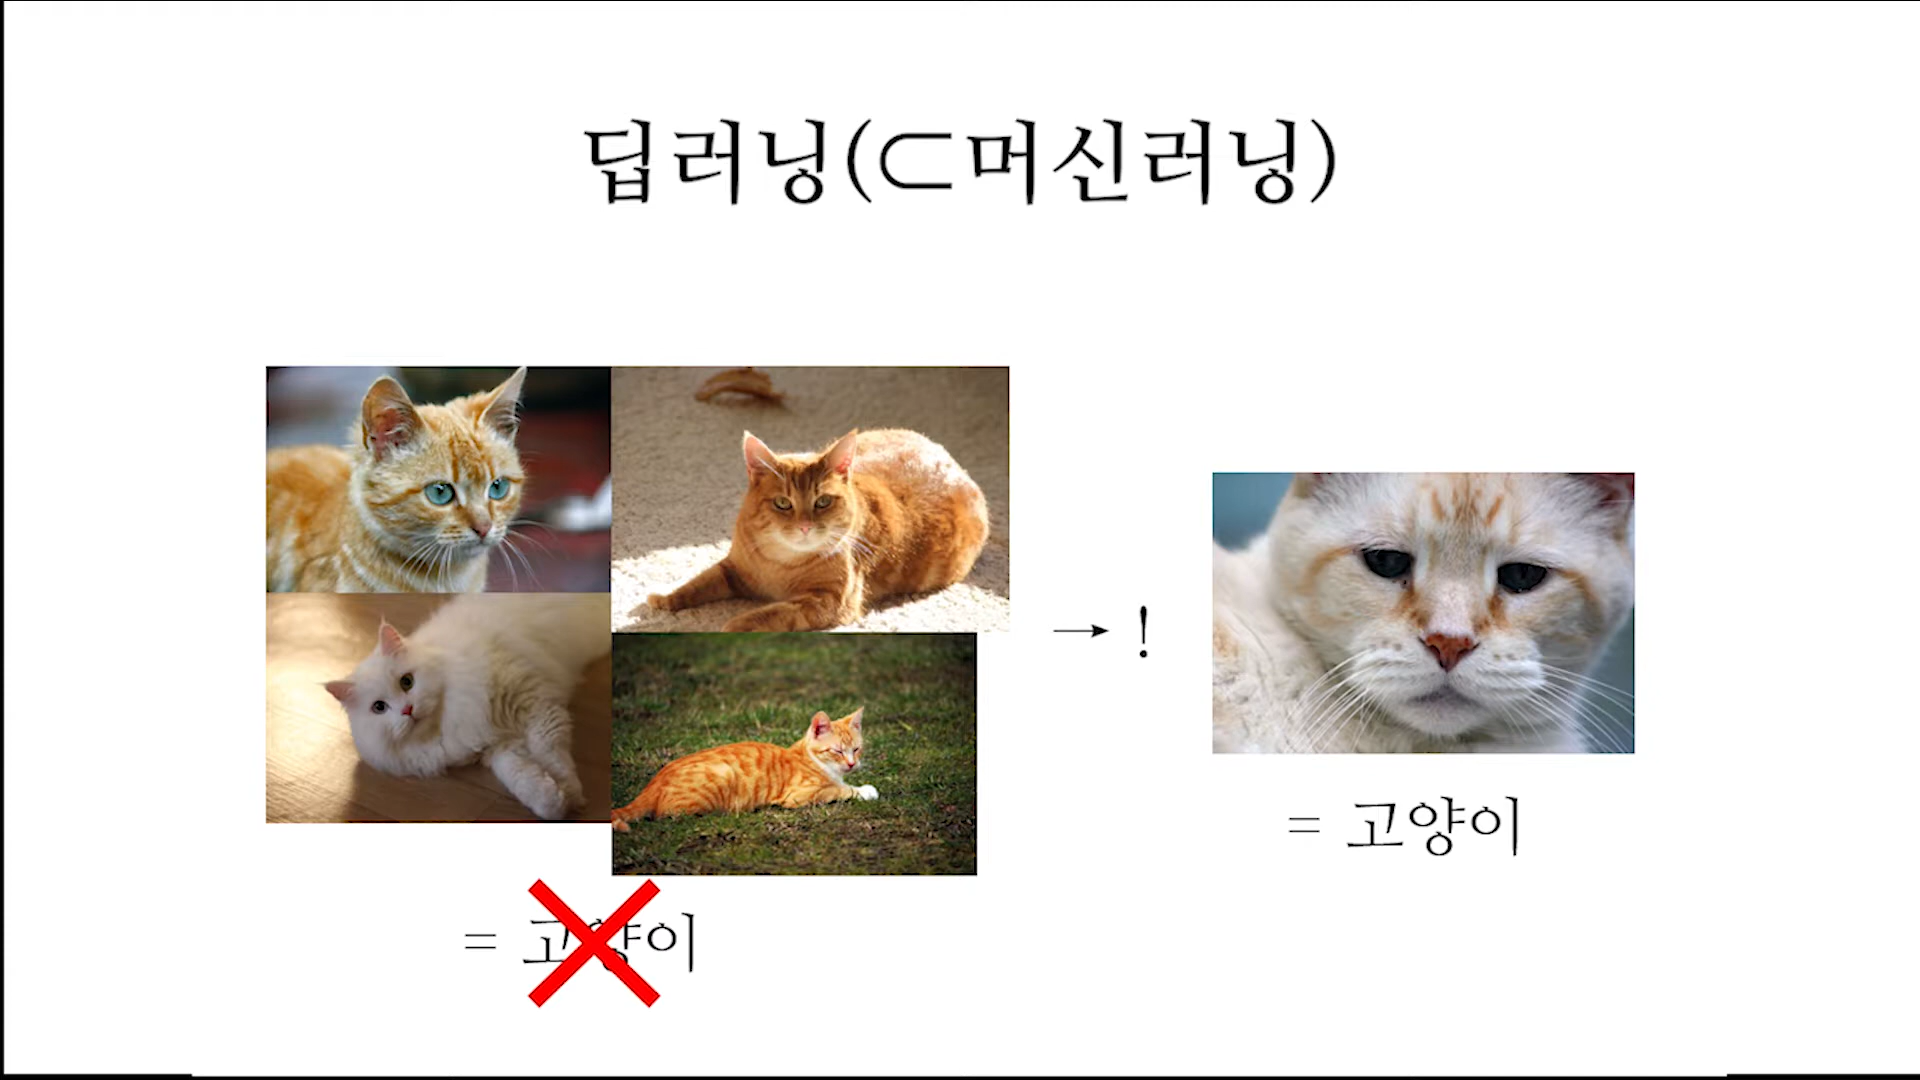 딥러닝(⊂머신러닝)
→ !
= 고양이
= 고양이